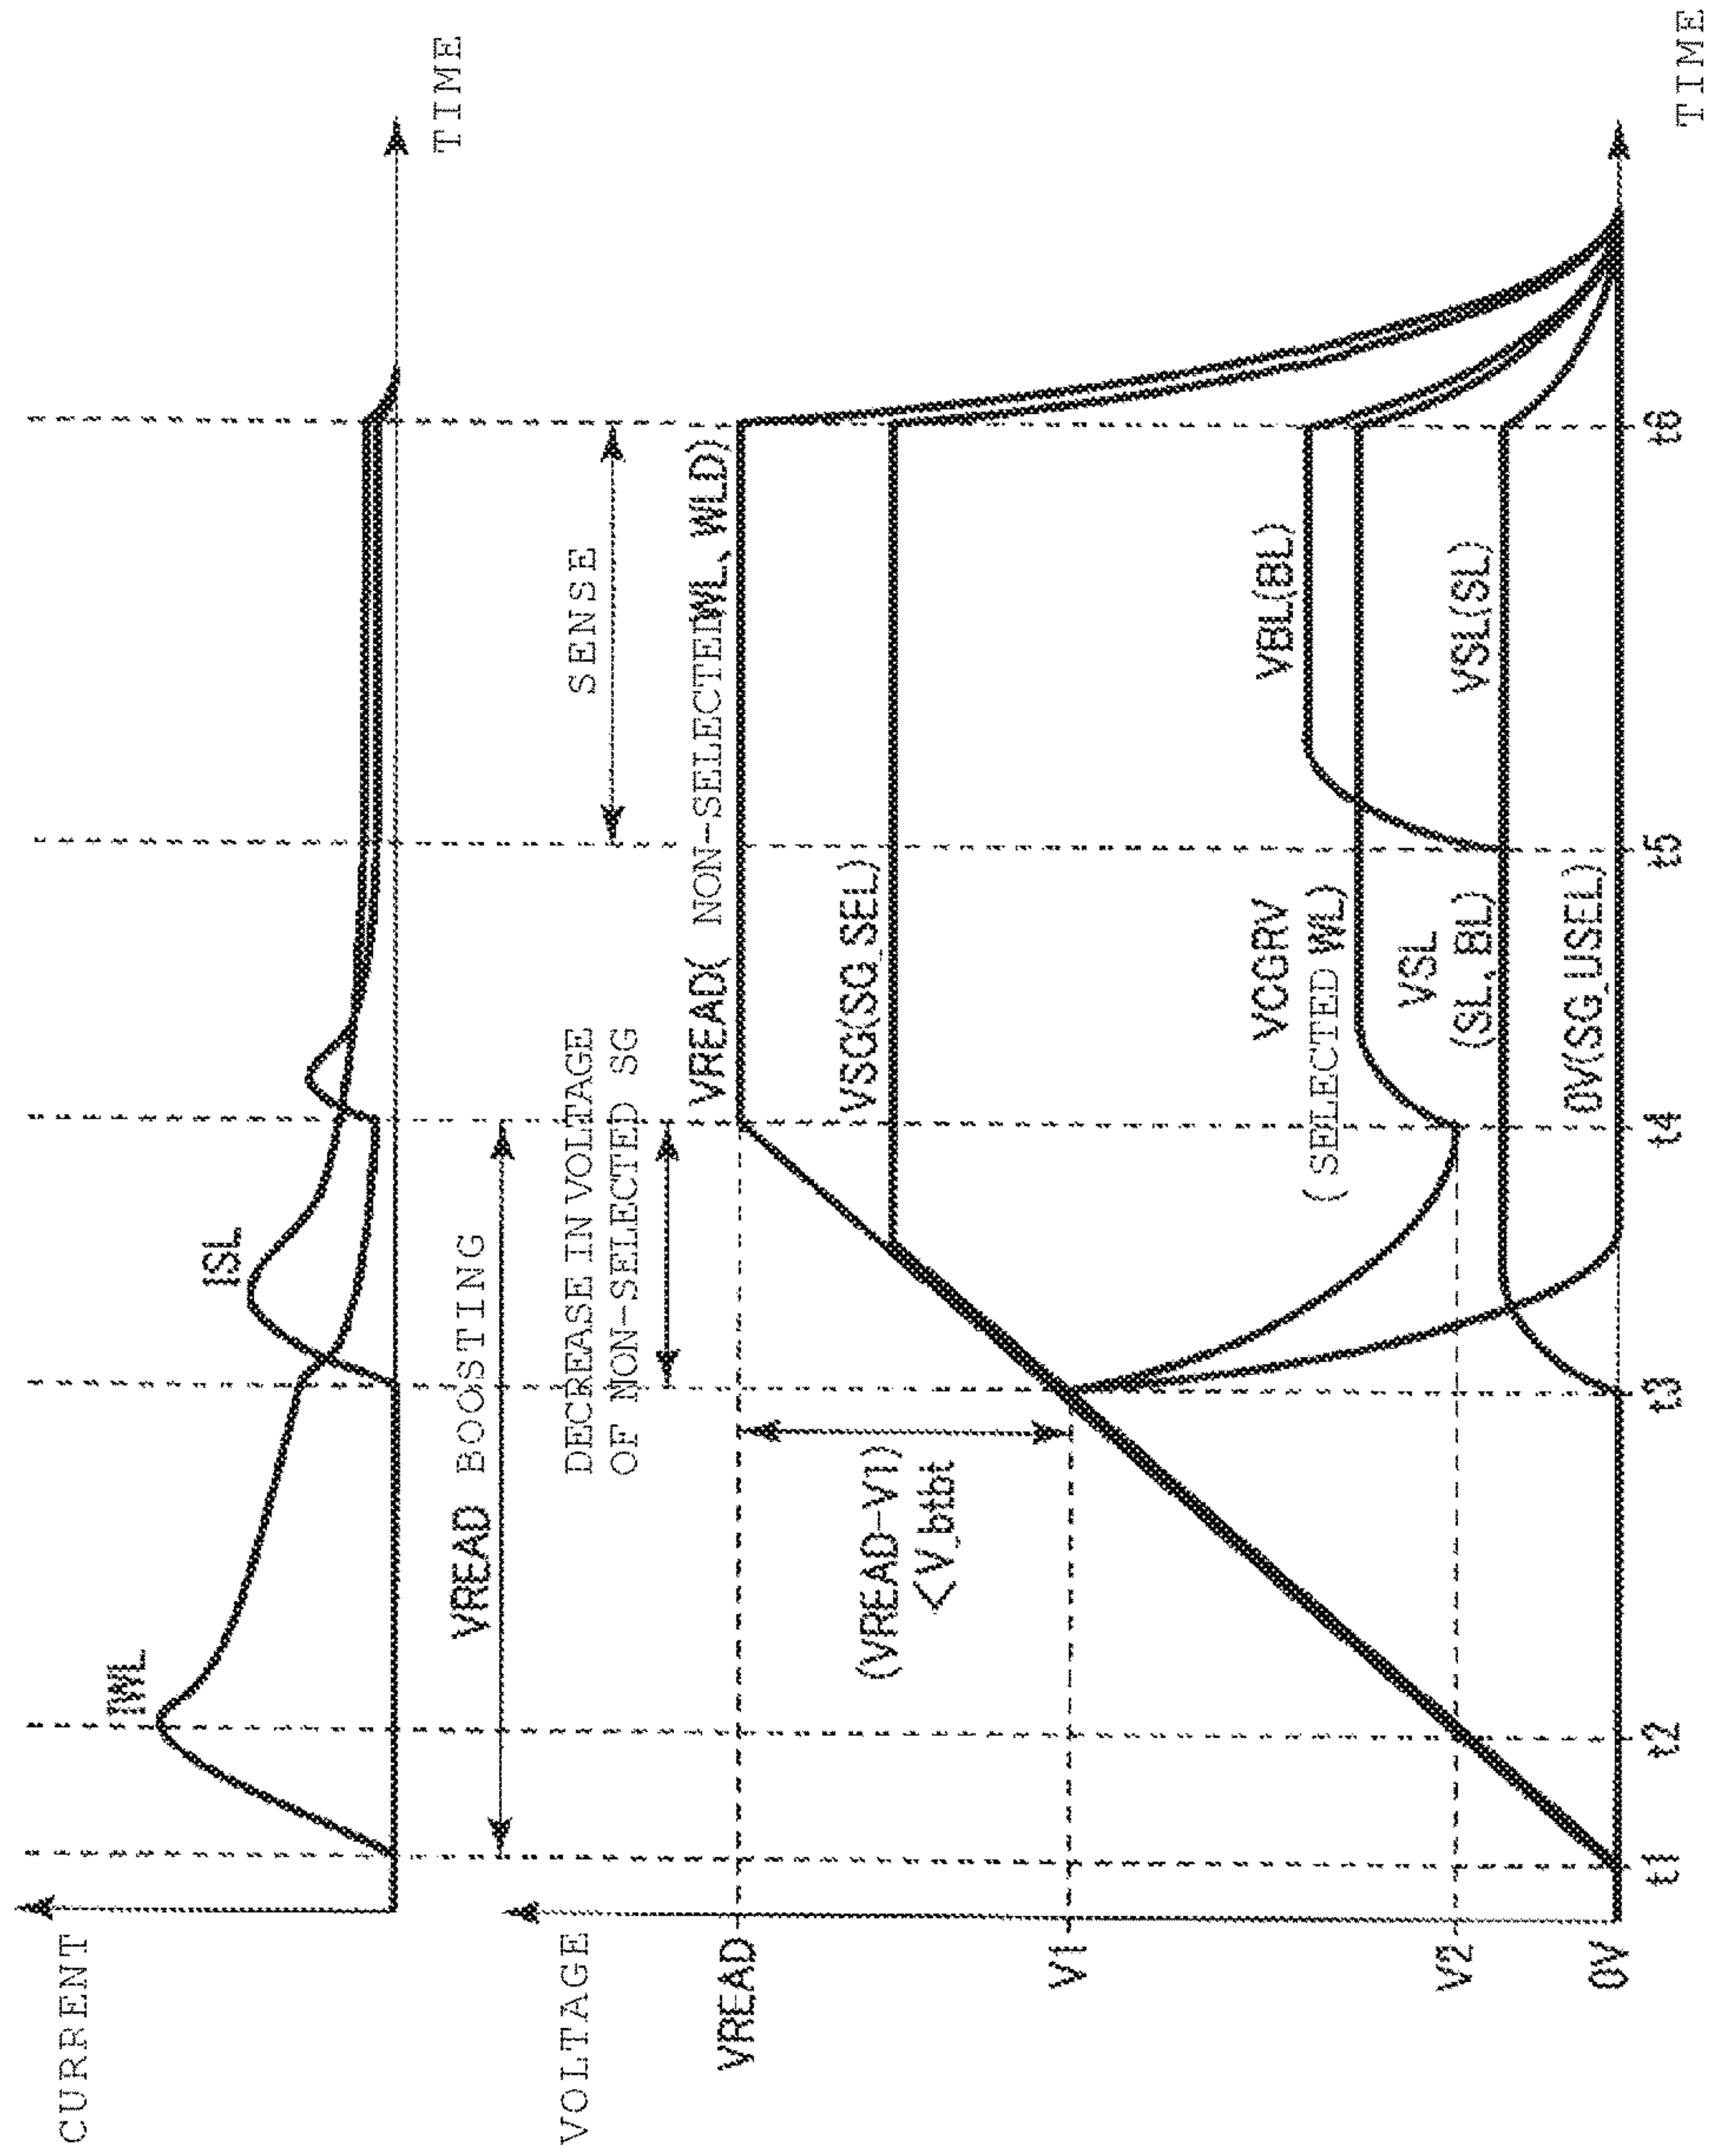 CURRENT
IWL
ISL
TIME
VREAD BOOSTING
DECREASE IN VOLTAGE
OF NON-SELECTED SG
SENSE
VOLTAGE
VREAD
V1
V2
0V
(VREAD-V1)
<V_btbt
VREAD( NON-SELECTED WL、WLD)
VSG(SG_SEL)
VCGRV
( SELECTED WL)
VBL(BL)
VSL
(SL、BL)
VSL(SL)
0V(SG_USEL)
t1
t2
t3
t4
t5
t6
TIME